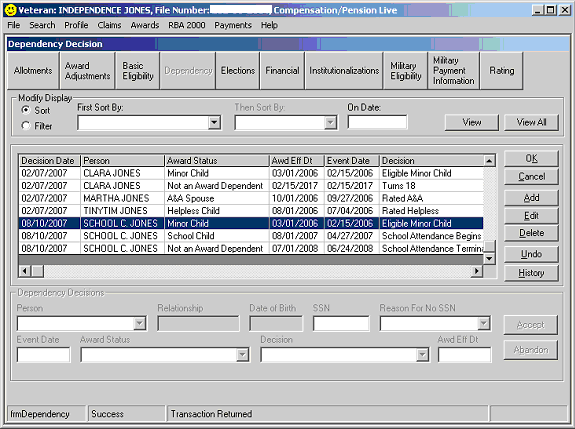 Veteran: INDEPENDENCE JONES, File Number: Compensation/Pension Live
File Search Profile Claims Awards RBA 2000 Payments Help
Dependency Decision
Allotments Award Adjustments Basic Eligibility Dependency Elections Financial Institutionalizations Military Eligibility Military Payment Information Rating
Modify Display
Sort First Sort By: Then Sort By: On Date:
Filter View View All
Decision Date Person Award Status Awd Eff Dt Event Date Decision
02/07/2007 CLARA JONES Minor Child 03/01/2006 02/15/2006 Eligible Minor Child
02/07/2007 CLARA JONES Not an Award Dependent 02/15/2017 02/15/2017 Turns 18
02/07/2007 MARTHA JONES A&A Spouse 10/01/2006 09/27/2006 Rated A&A
02/07/2007 TINYTIM JONES Helpless Child 08/01/2006 07/04/2006 Rated Helpless
08/10/2007 SCHOOL C. JONES Minor Child 03/01/2006 02/15/2006 Eligible Minor Child
08/10/2007 SCHOOL C. JONES School Child 08/01/2007 04/27/2007 School Attendance Begins
08/10/2007 SCHOOL C. JONES Not an Award Dependent 07/01/2008 06/24/2008 School Attendance Termina
OK
Cancel
Add
Edit
Delete
Undo
History
Dependency Decisions
Person Relationship Date of Birth SSN Reason For No SSN
Accept
Event Date Award Status Decision Awd Eff Dt
Abandon
frmDependency Success Transaction Returned